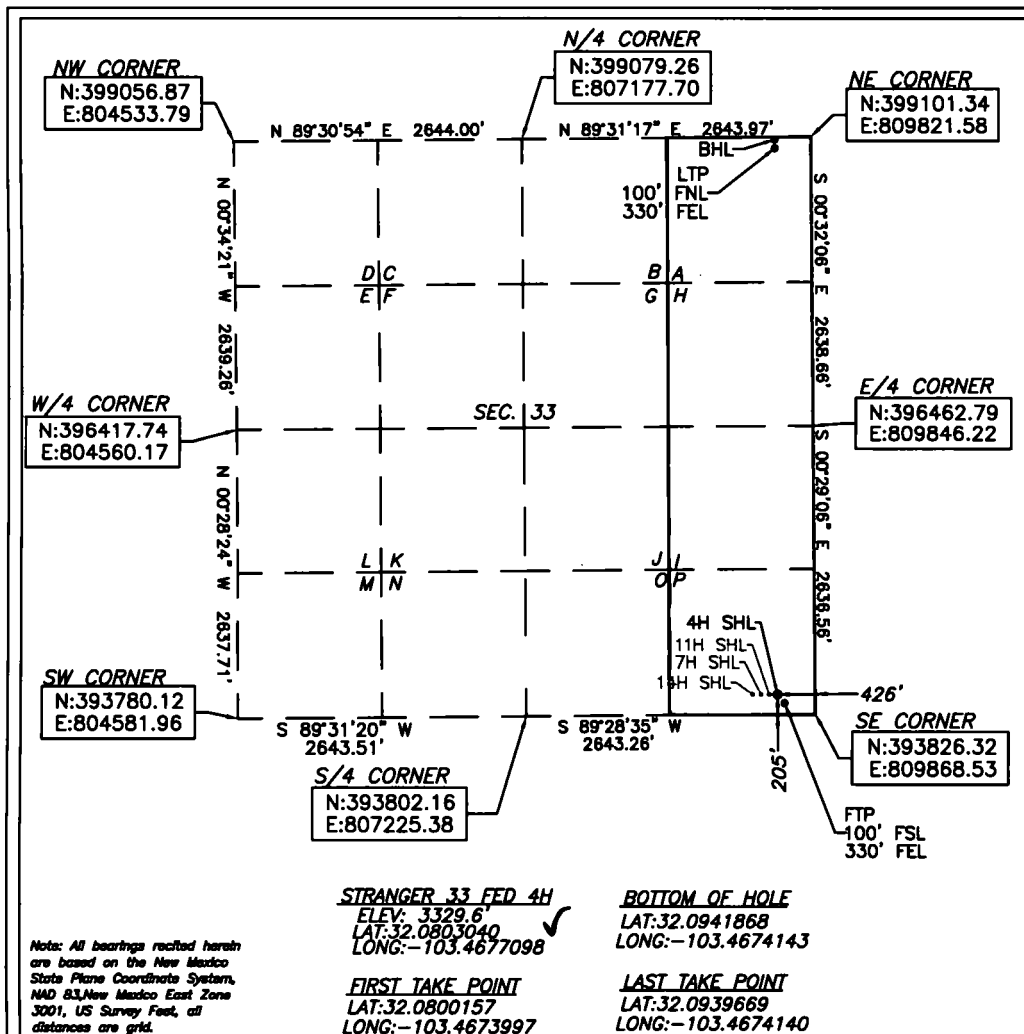 N/4 CORNER
N:399079.26
E:807177.70
NW CORNER
N:399056.87
E:804533.79
NE CORNER
N:399101.34
E:809821.58
N 89°30'54" E 2644.00'
N 89°31'17" E 2643.97'
BHL
LTP
100' FNL
330' FEL
N 00°34'21" W 2639.26'
S 00°32'06" E 2638.66'
D C
E F
B A
G H
W/4 CORNER
N:396417.74
E:804560.17
SEC. 33
E/4 CORNER
N:396462.79
E:809846.22
N 00°28'24" W 2637.71'
S 00°29'06" E 2636.56'
L K
M N
J I
O P
4H SHL
11H SHL
7H SHL
14H SHL
426'
205'
SW CORNER
N:393780.12
E:804581.96
SE CORNER
N:393826.32
E:809868.53
S 89°31'20" W
2643.51'
S 89°28'35" W
2643.26'
S/4 CORNER
N:393802.16
E:807225.38
FTP
100' FSL
330' FEL
STRANGER 33 FED 4H
ELEV: 3329.6'
LAT:32.0803040
LONG:-103.4677098
BOTTOM OF HOLE
LAT:32.0941868
LONG:-103.4674143
FIRST TAKE POINT
LAT:32.0800157
LONG:-103.4673997
LAST TAKE POINT
LAT:32.0939669
LONG:-103.4674140
Note: All bearings recited herein
are based on the New Mexico
State Plane Coordinate System,
NAD 83,New Mexico East Zone
3001, US Survey Feet, all
distances are grid.